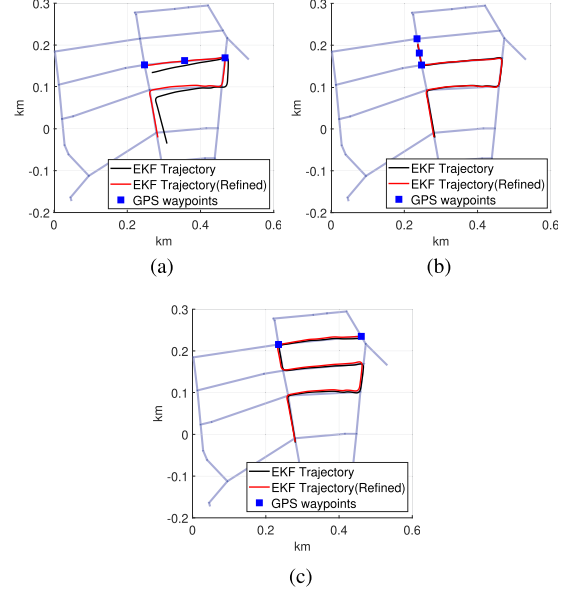 0.3
0.2
0.1
0
-0.1
-0.2
km
0
0.2
0.4
0.6
km
EKF Trajectory
EKF Trajectory(Refined)
GPS waypoints
(a)
0.3
0.2
0.1
0
-0.1
-0.2
km
0
0.2
0.4
0.6
km
EKF Trajectory
EKF Trajectory(Refined)
GPS waypoints
(b)
0.3
0.2
0.1
0
-0.1
-0.2
km
0
0.2
0.4
0.6
km
EKF Trajectory
EKF Trajectory(Refined)
GPS waypoints
(c)